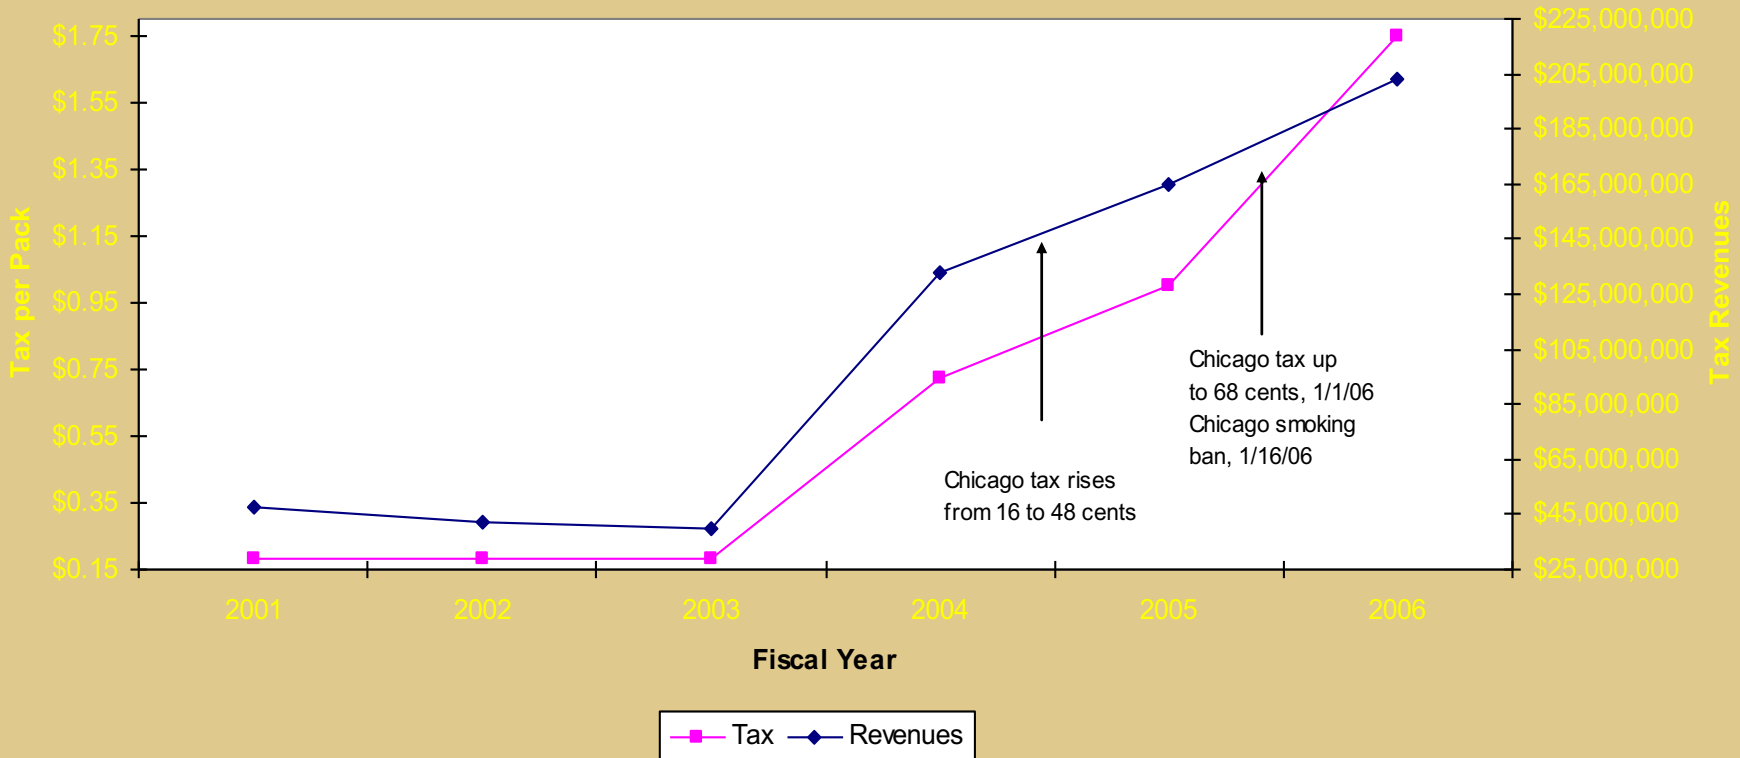 Tax per Pack
$1.75
$1.55
$1.35
$1.15
$0.95
$0.75
$0.55
$0.35
$0.15
$225,000,000
$205,000,000
$185,000,000
$165,000,000
$145,000,000
$125,000,000
$105,000,000
$85,000,000
$65,000,000
$45,000,000
$25,000,000
Tax Revenues
Chicago tax rises
from 16 to 48 cents
Chicago tax up
to 68 cents, 1/1/06
Chicago smoking
ban, 1/16/06
2001 2002 2003 2004 2005 2006
Fiscal Year
Tax Revenues